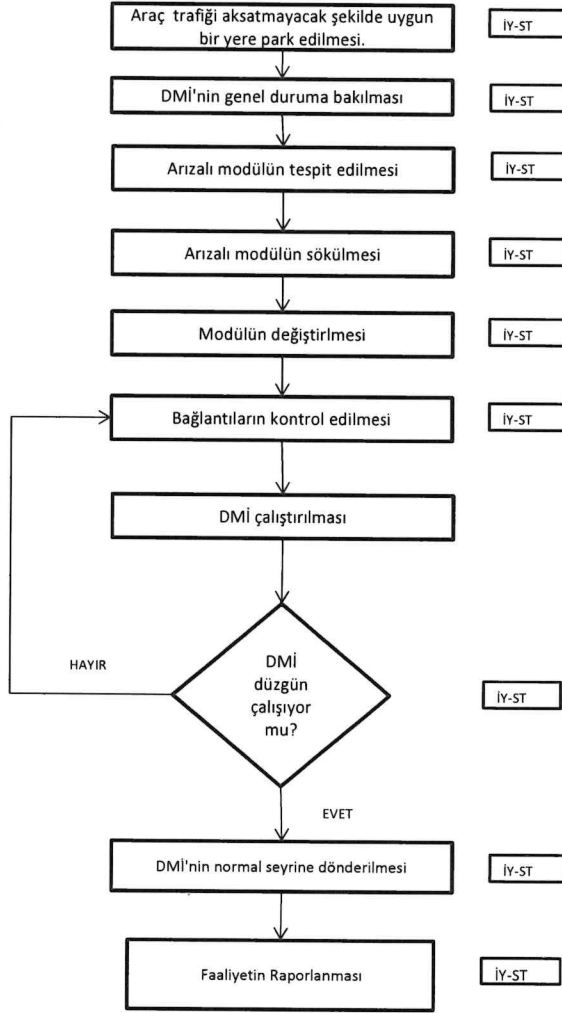 Araç trafiği aksatmayacak şekilde uygun
bir yere park edilmesi.
İY-ST
DMİ'nin genel duruma bakılması
İY-ST
Arızalı modülün tespit edilmesi
İY-ST
Arızalı modülün sökülmesi
İY-ST
Modülün değiştirlmesi
İY-ST
Bağlantıların kontrol edilmesi
İY-ST
DMİ çalıştırılması
HAYIR
DMİ
düzgün
çalışıyor
mu?
İY-ST
EVET
DMİ'nin normal seyrine dönderilmesi
İY-ST
Faaliyetin Raporlanması
İY-ST